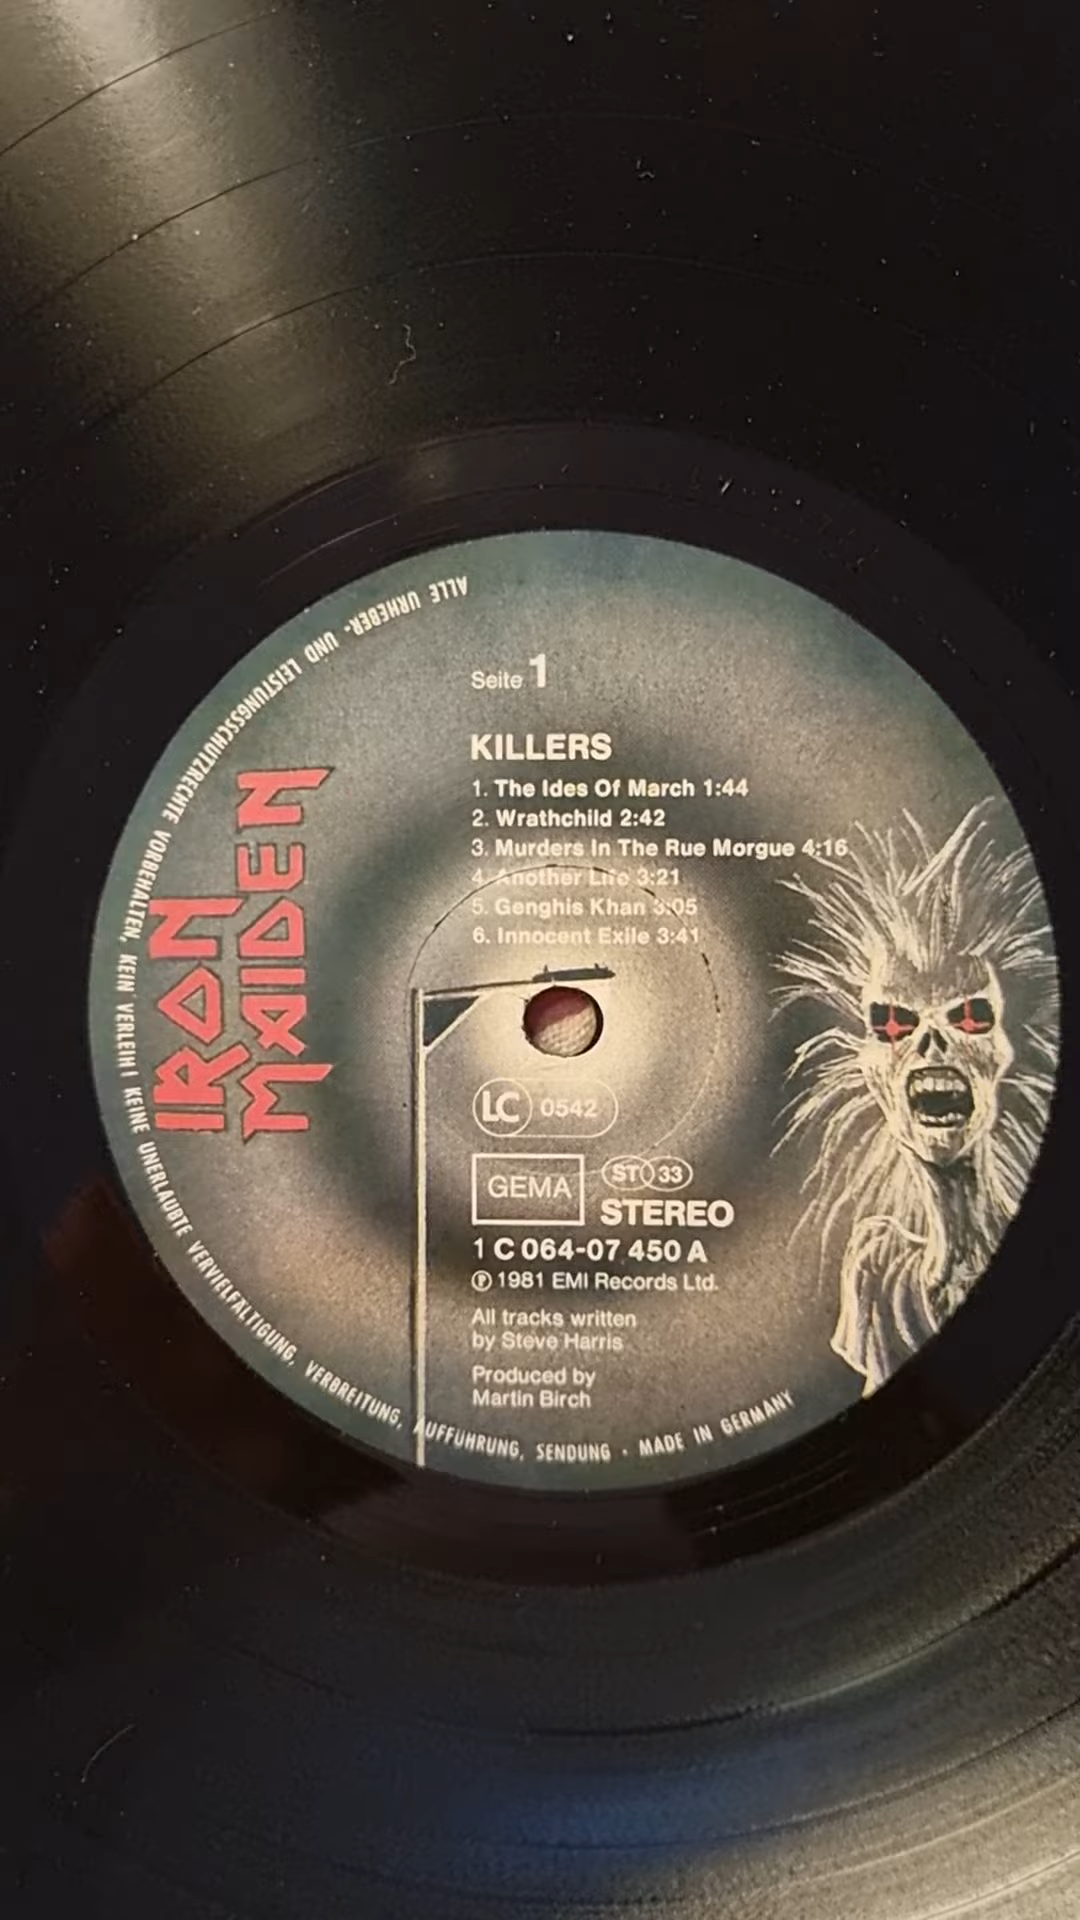 ALLE URHEBER- UND LEISTUNGSSCHUTZRECHTE VORBEHALTEN, KEIN VERLEIH! KEINE UNERLAUBTE VERVIELFÄLTIGUNG, VERBREITUNG, AUFFÜHRUNG, SENDUNG · MADE IN GERMANY
IRON
MAIDEN
Seite 1
KILLERS
1. The Ides Of March 1:44
2. Wrathchild 2:42
3. Murders In The Rue Morgue 4:16
4. Another Life 3:21
5. Genghis Khan 3:05
6. Innocent Exile 3:41
LC 0542
GEMA ST 33
STEREO
1 C 064-07 450 A
℗ 1981 EMI Records Ltd.
All tracks written
by Steve Harris
Produced by
Martin Birch